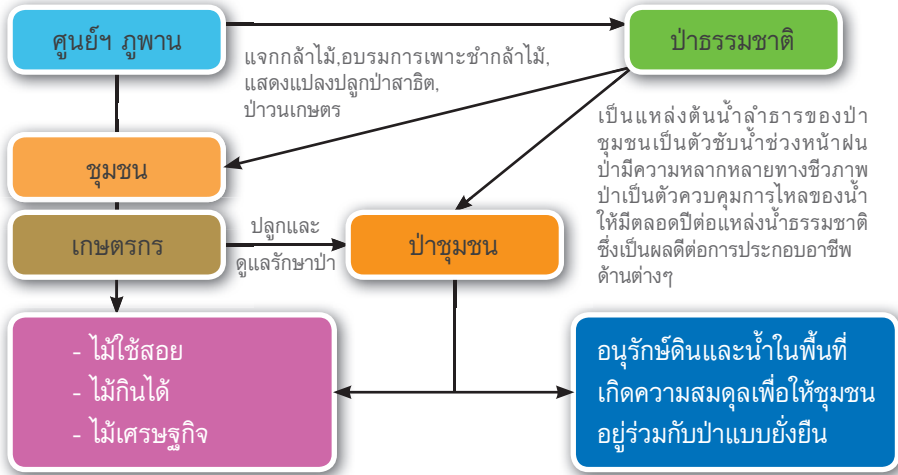 ศูนย์ฯ ภูพาน
ป่าธรรมชาติ
แจกกล้าไม้,อบรมการเพาะชำกล้าไม้,
แสดงแปลงปลูกป่าสาธิต,
ป่าวนเกษตร
เป็นแหล่งต้นน้ำลำธารของป่า
ชุมชนเป็นตัวซับน้ำช่วงหน้าฝน
ป่ามีความหลากหลายทางชีวภาพ
ป่าเป็นตัวควบคุมการไหลของน้ำ
ให้มีตลอดปีต่อแหล่งน้ำธรรมชาติ
ซึ่งเป็นผลดีต่อการประกอบอาชีพ
ด้านต่างๆ
ชุมชน
เกษตรกร
ปลูกและ
ดูแลรักษาป่า
ป่าชุมชน
- ไม้ใช้สอย
- ไม้กินได้
- ไม้เศรษฐกิจ
อนุรักษ์ดินและน้ำในพื้นที่
เกิดความสมดุลเพื่อให้ชุมชน
อยู่ร่วมกับป่าแบบยั่งยืน